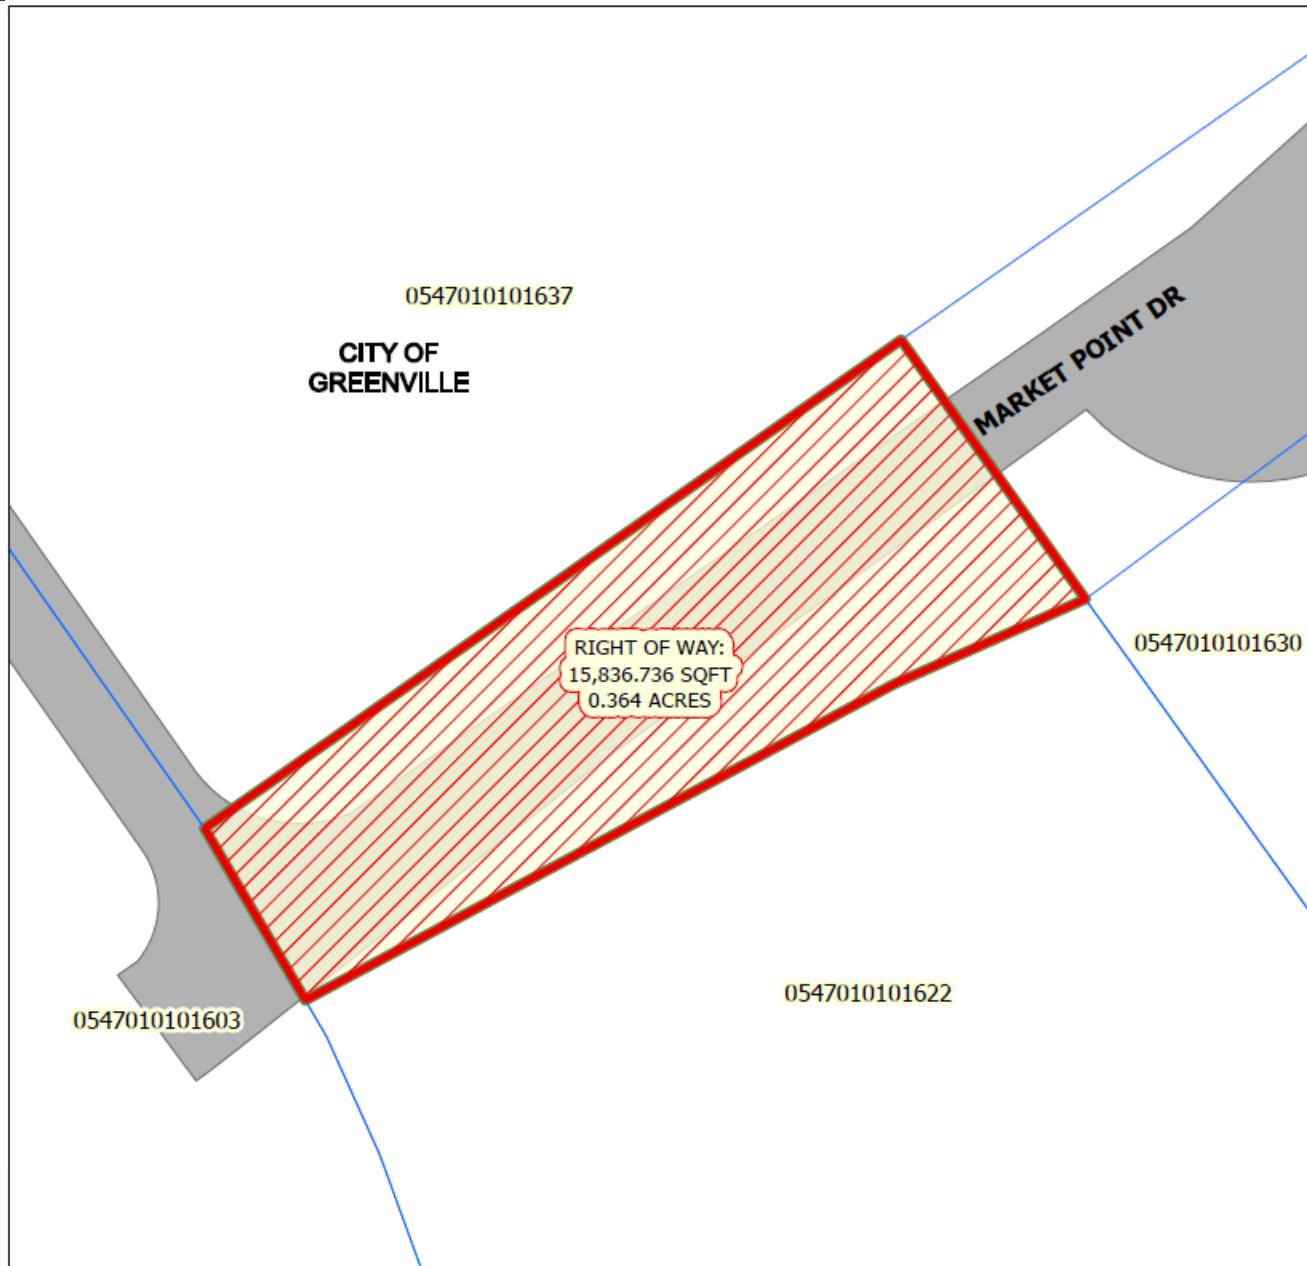 0547010101637
CITY OF
GREENVILLE
MARKET POINT DR
RIGHT OF WAY:
15,836.736 SQFT
0.364 ACRES
0547010101630
0547010101622
0547010101603